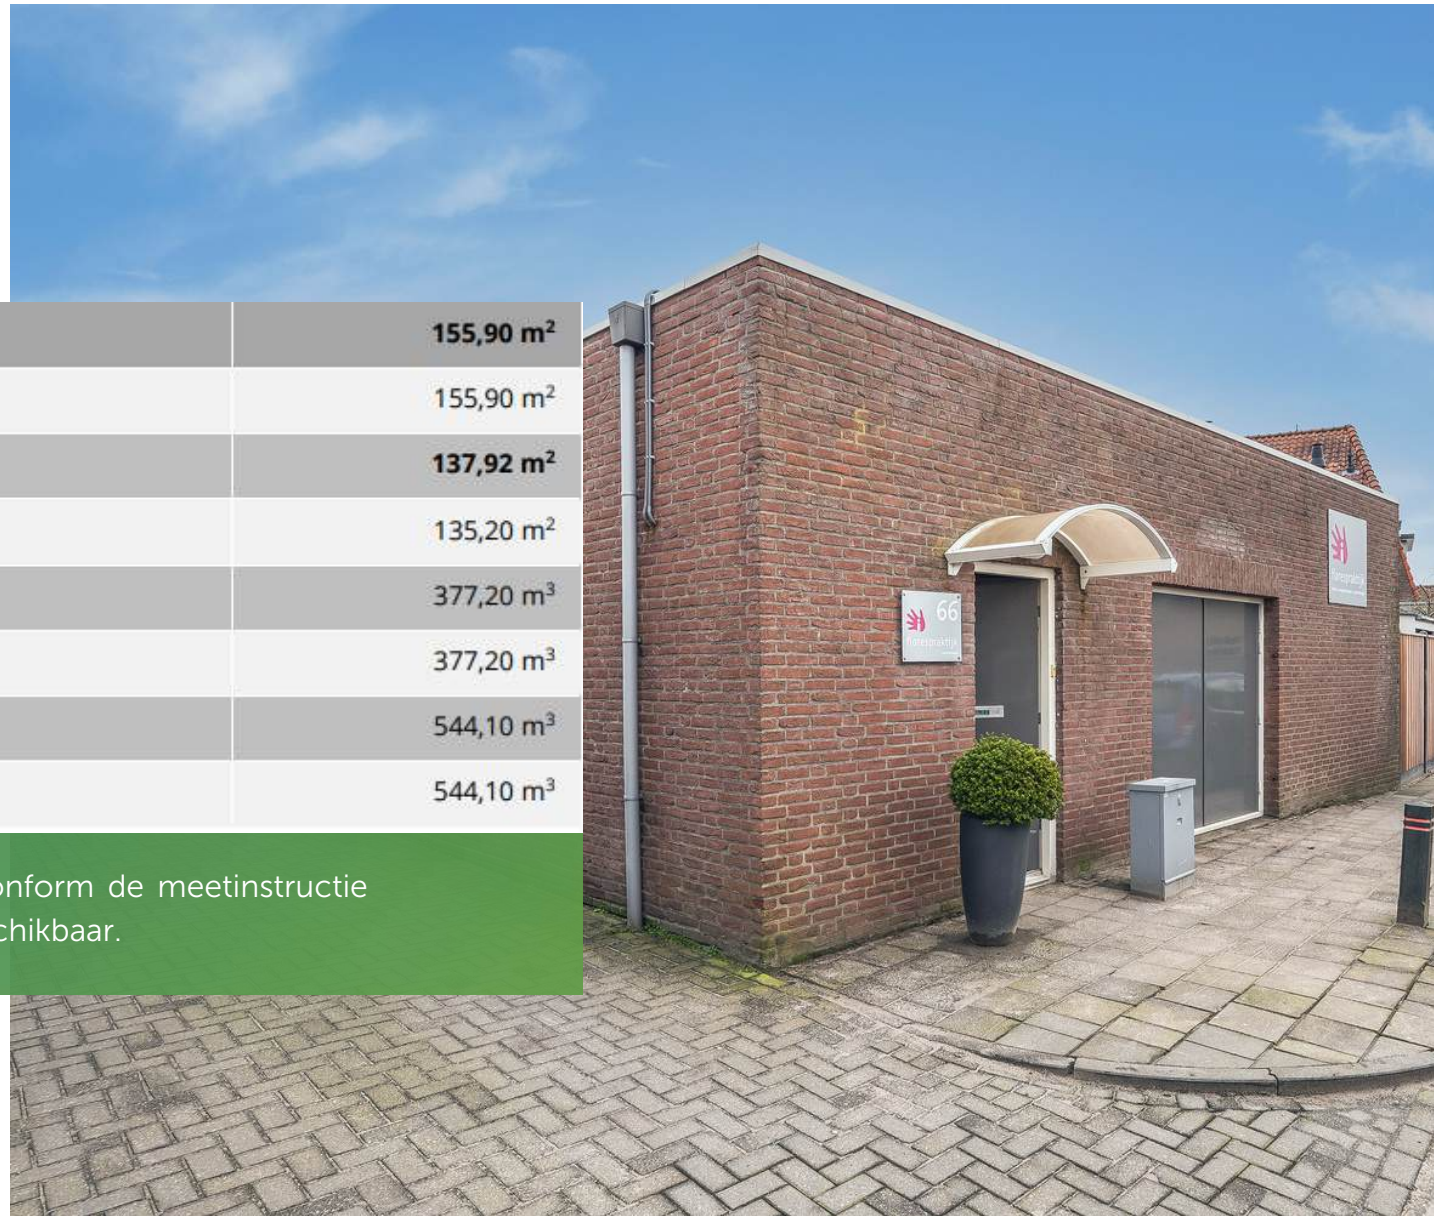 155,90 m²
155,90 m²
137,92 m²
135,20 m²
377,20 m³
377,20 m³
544,10 m³
544,10 m³
onform de meetinstructie
chikbaar.
66